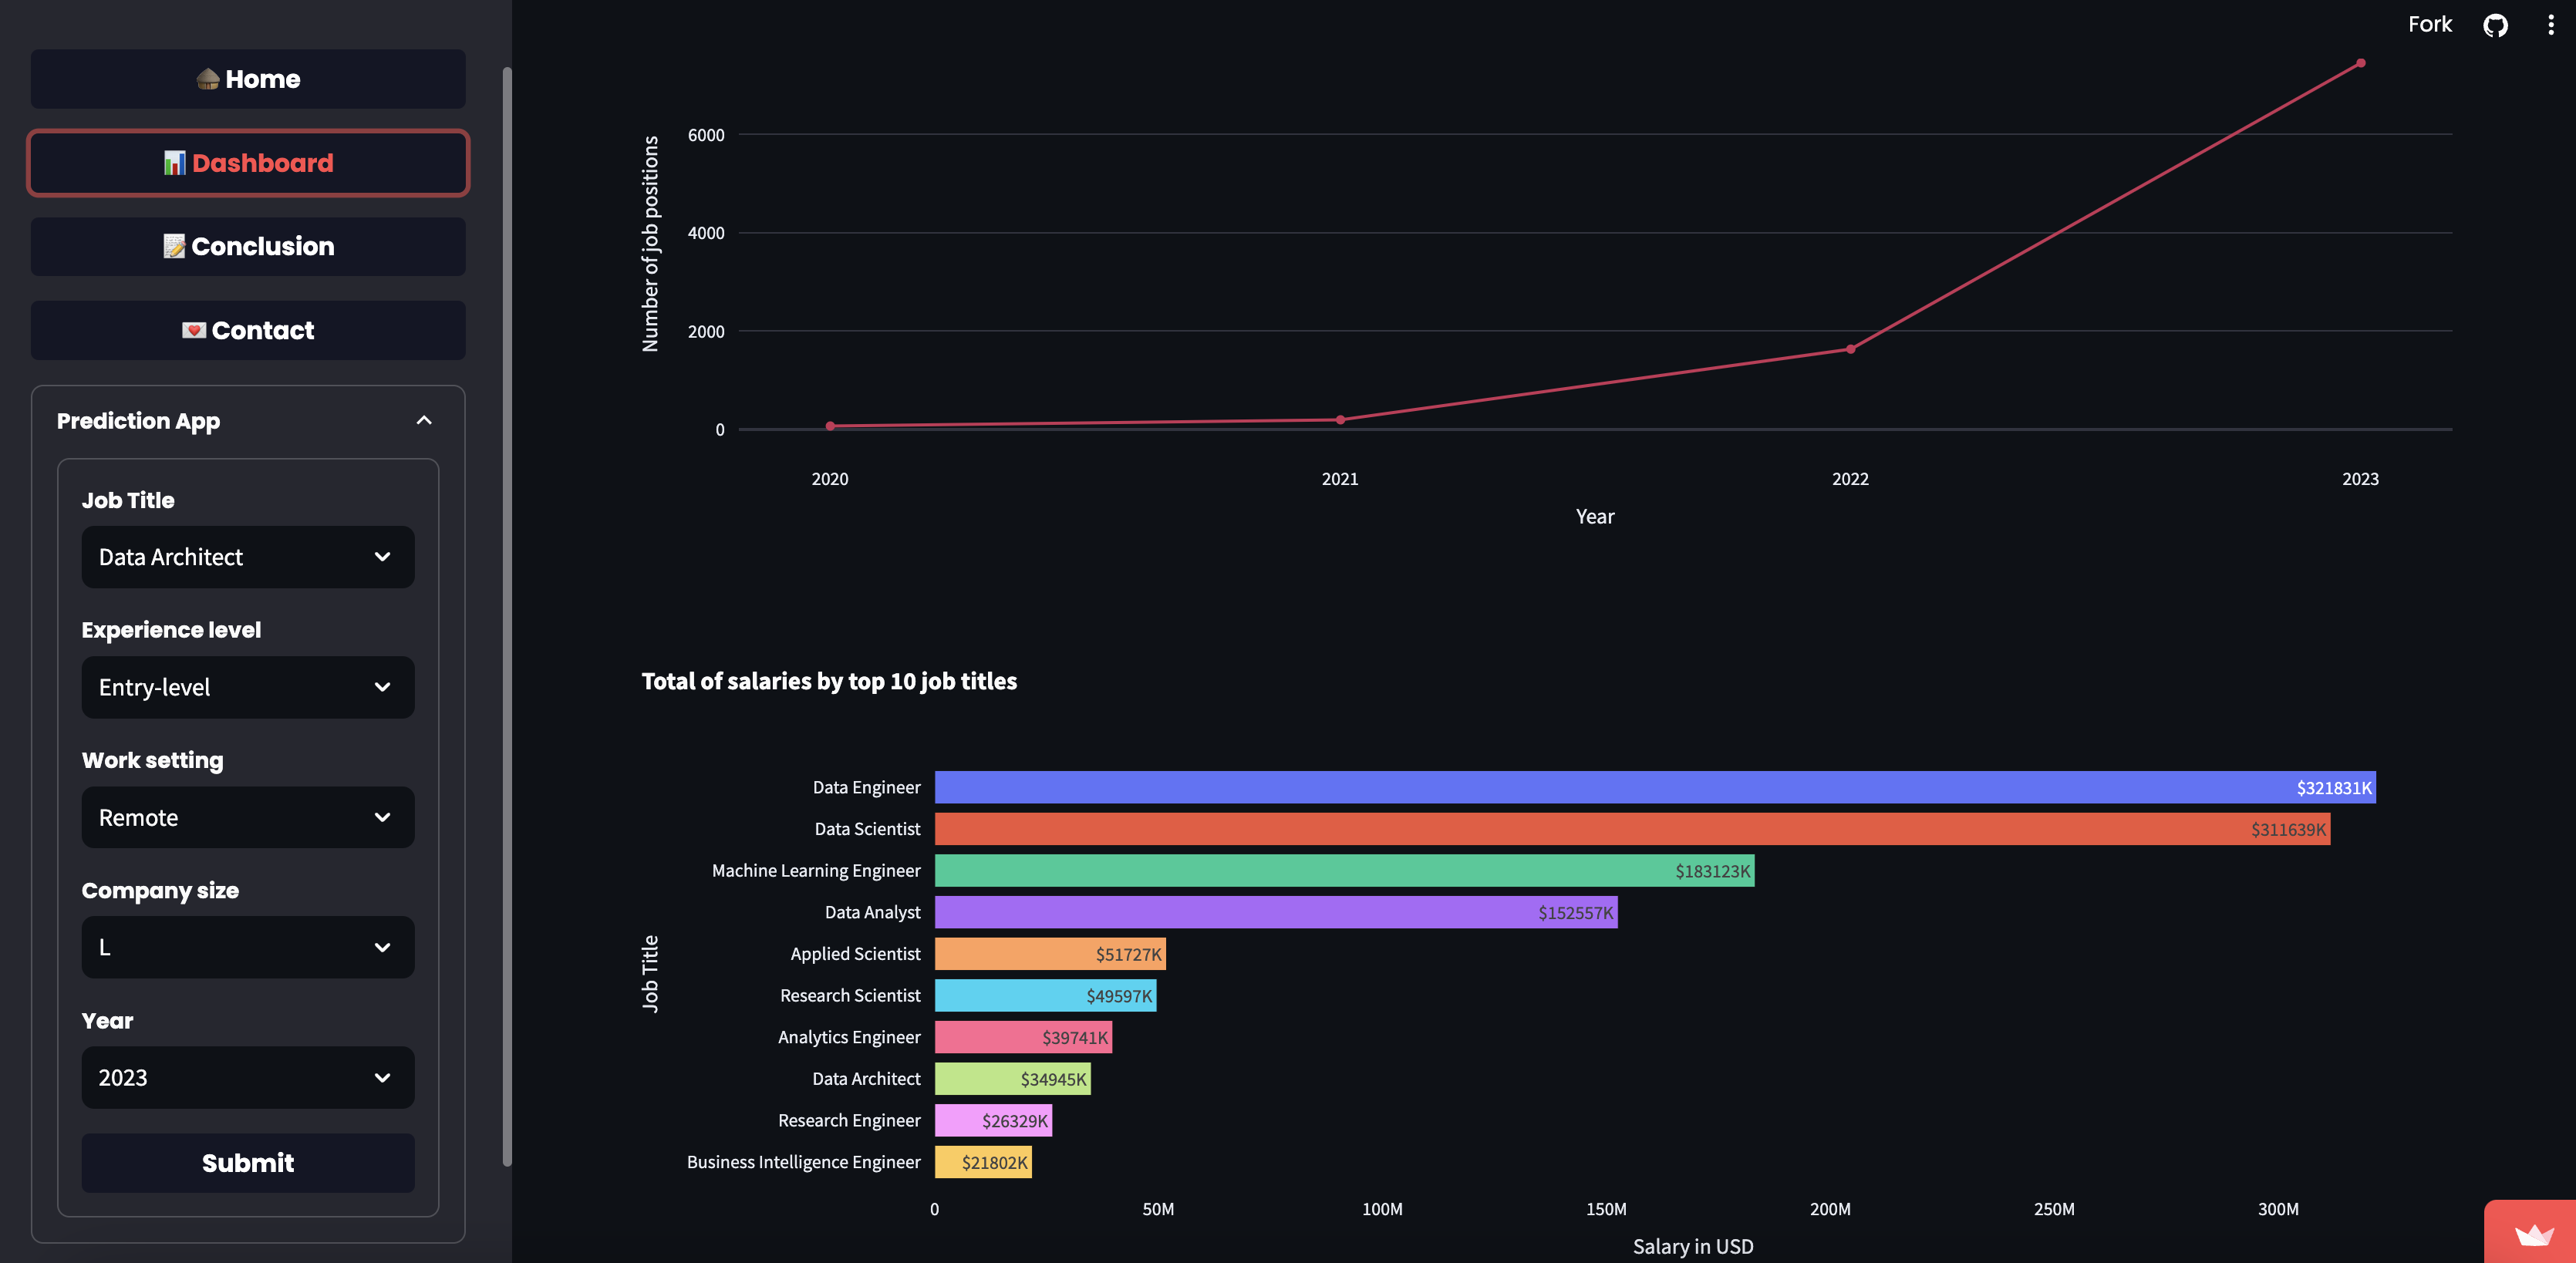 Home
Dashboard
Conclusion
Contact
Prediction App
Job Title
Data Architect
Experience level
Entry-level
Work setting
Remote
Company size
L
Year
2023
Submit
Fork
Number of job positions
6000
4000
2000
0
2020 2021 2022 2023
Year
Total of salaries by top 10 job titles
Job Title
Data Engineer $321831K
Data Scientist $311639K
Machine Learning Engineer $183123K
Data Analyst $152557K
Applied Scientist $51727K
Research Scientist $49597K
Analytics Engineer $39741K
Data Architect $34945K
Research Engineer $26329K
Business Intelligence Engineer $21802K
0 50M 100M 150M 200M 250M 300M
Salary in USD